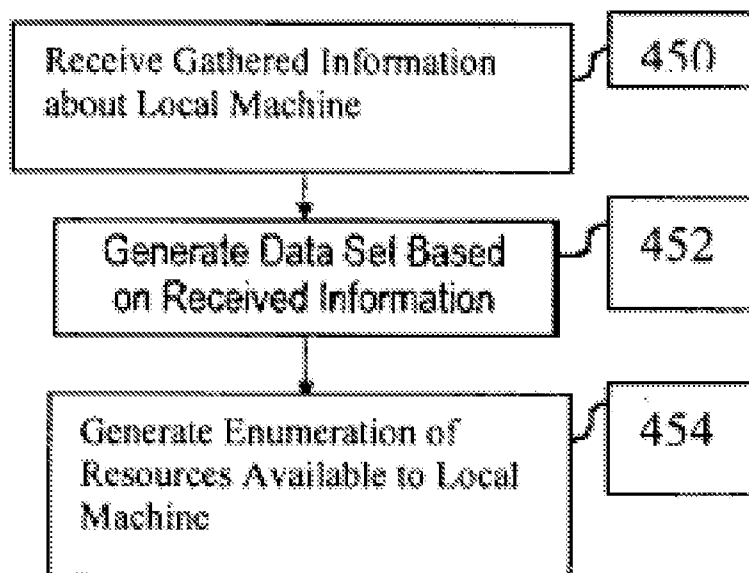 Receive Gathered Information
about Local Machine
450
Generate Data Set Based
on Received Information
452
Generate Enumeration of
Resources Available to Local
Machine
454